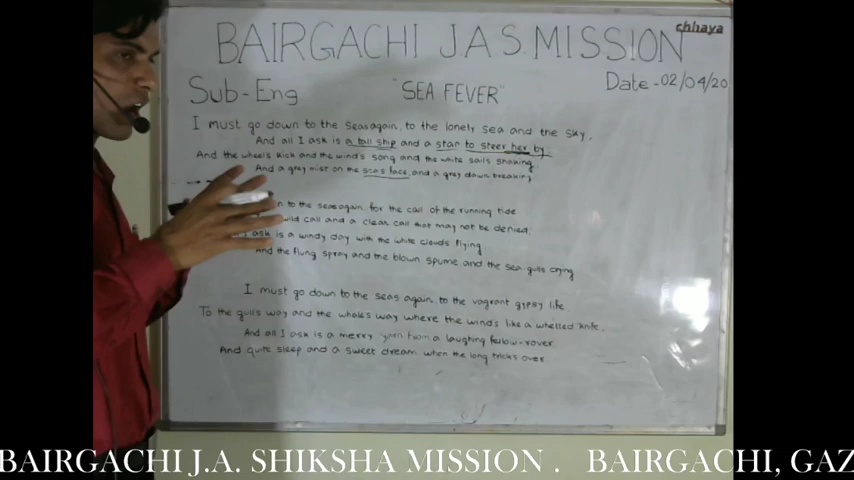 chhaya
BAIRGACHI J A S. MISSION
Sub-Eng "SEA FEVER" Date - 02/04/20
I must go down to the seas again, to the lonely sea and the sky,
And all I ask is a tall ship and a star to steer her by
And the wheels kick and the wind's song and the white sails shaking,
And a grey mist on the sea's face, and a grey down breaking,
to the seas again, for the call of the running tide
call and a clear call that may not be denied,
ask is a windy day with the white clouds flying
And the flung spray and the blown spume, and the sea gulls crying
I must go down to the seas again, to the vagrant gypsy life,
To the gulls way and the whales way where the winds like a whetted knife,
And all I ask is a merry yarn from a laughing fellow-rover
And quite sleep and a sweet dream when the long tricks over
BAIRGACHI J.A. SHIKSHA MISSION . BAIRGACHI, GAZ